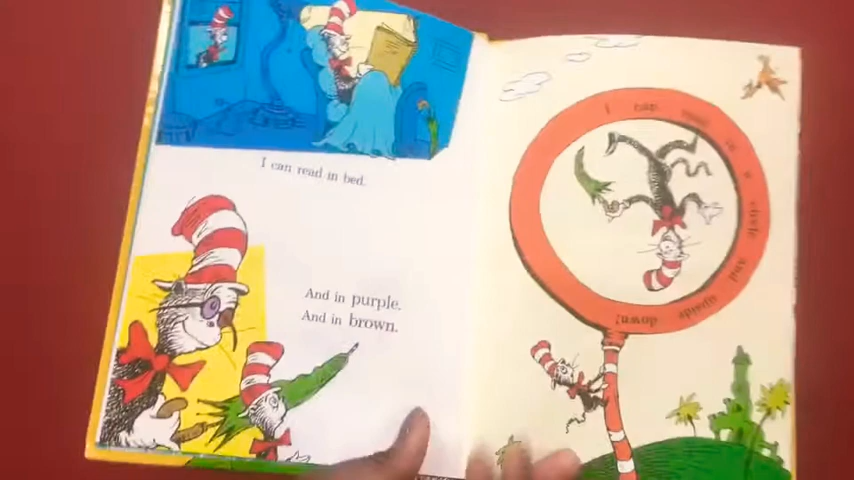 I can read in bed.
And in purple.
And in brown.
I can read in a circle and upside down!